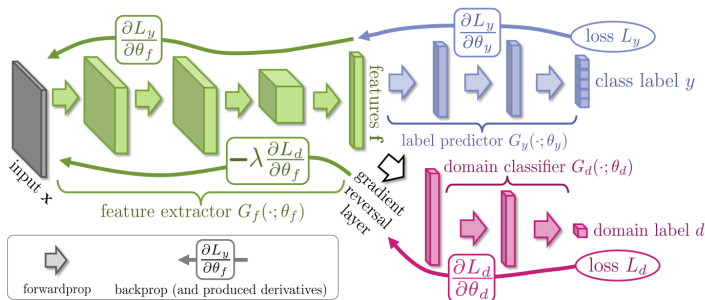 ∂L_y/∂θ_f
∂L_y/∂θ_y
loss L_y
features f
class label y
input x
label predictor G_y(·;θ_y)
−λ ∂L_d/∂θ_f
domain classifier G_d(·;θ_d)
gradient
reversal
layer
feature extractor G_f(·;θ_f)
domain label d
∂L_d/∂θ_d
loss L_d
∂L_y/∂θ_f
forwardprop
backprop (and produced derivatives)